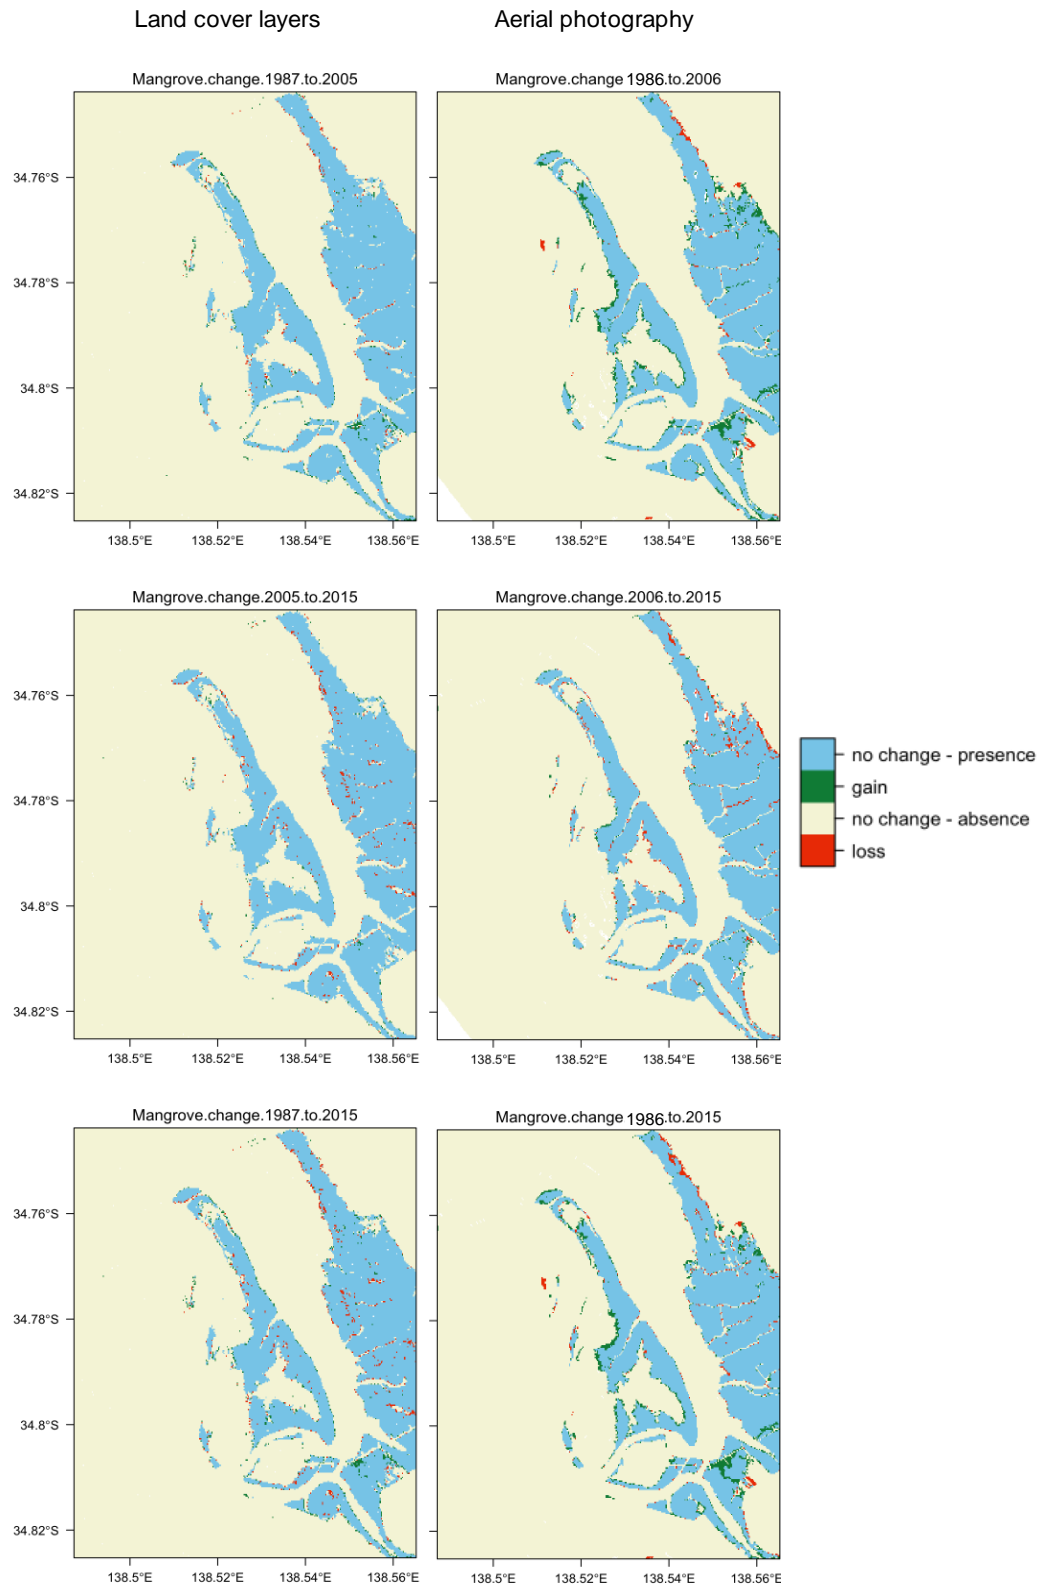 Land cover layers Aerial photography
Mangrove.change.1987.to.2005 Mangrove.change 1986.to.2006
34.76°S
34.78°S
34.8°S
34.82°S
138.5°E 138.52°E 138.54°E 138.56°E 138.5°E 138.52°E 138.54°E 138.56°E
Mangrove.change.2005.to.2015 Mangrove.change.2006.to.2015
34.76°S
no change - presence
34.78°S
gain
no change - absence
loss
34.8°S
34.82°S
138.5°E 138.52°E 138.54°E 138.56°E 138.5°E 138.52°E 138.54°E 138.56°E
Mangrove.change.1987.to.2015 Mangrove.change 1986.to.2015
34.76°S
34.78°S
34.8°S
34.82°S
138.5°E 138.52°E 138.54°E 138.56°E 138.5°E 138.52°E 138.54°E 138.56°E